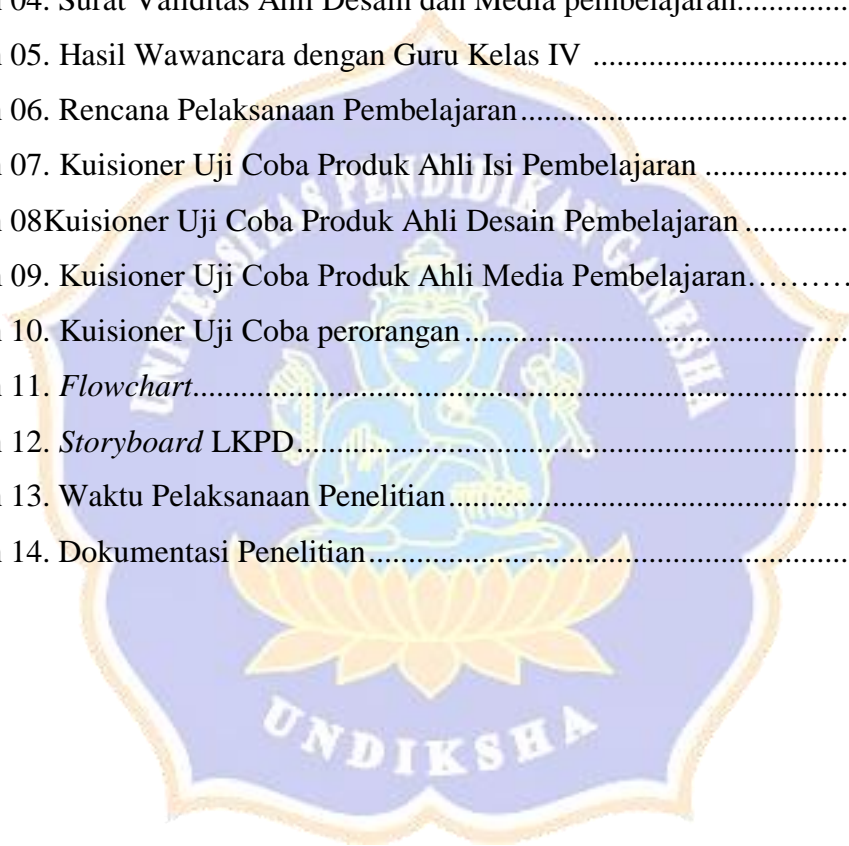 04. Surat Validitas Ahli Desain dan Media pembelajaran..................
n 05. Hasil Wawancara dengan Guru Kelas IV ..............................
n 06. Rencana Pelaksanaan Pembelajaran.......................................
n 07. Kuisioner Uji Coba Produk Ahli Isi Pembelajaran .................
n 08Kuisioner Uji Coba Produk Ahli Desain Pembelajaran .............
n 09. Kuisioner Uji Coba Produk Ahli Media Pembelajaran………
n 10. Kuisioner Uji Coba perorangan..............................................
n 11. Flowchart...............................................................................
n 12. Storyboard LKPD..................................................................
n 13. Waktu Pelaksanaan Penelitian................................................
n 14. Dokumentasi Penelitian..........................................................
UNIVERSITAS PENDIDIKAN GANESHA
UNDIKSHA